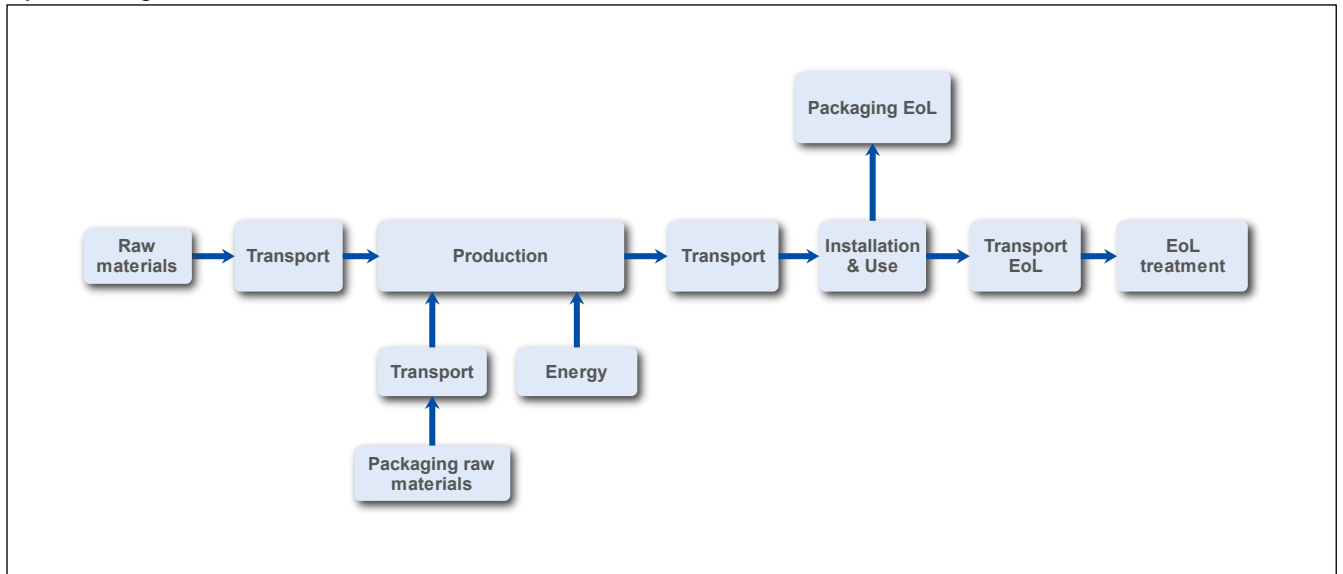 Packaging EoL
Raw
materials
Transport
Production
Transport
Installation
& Use
Transport
EoL
EoL
treatment
Transport
Energy
Packaging raw
materials